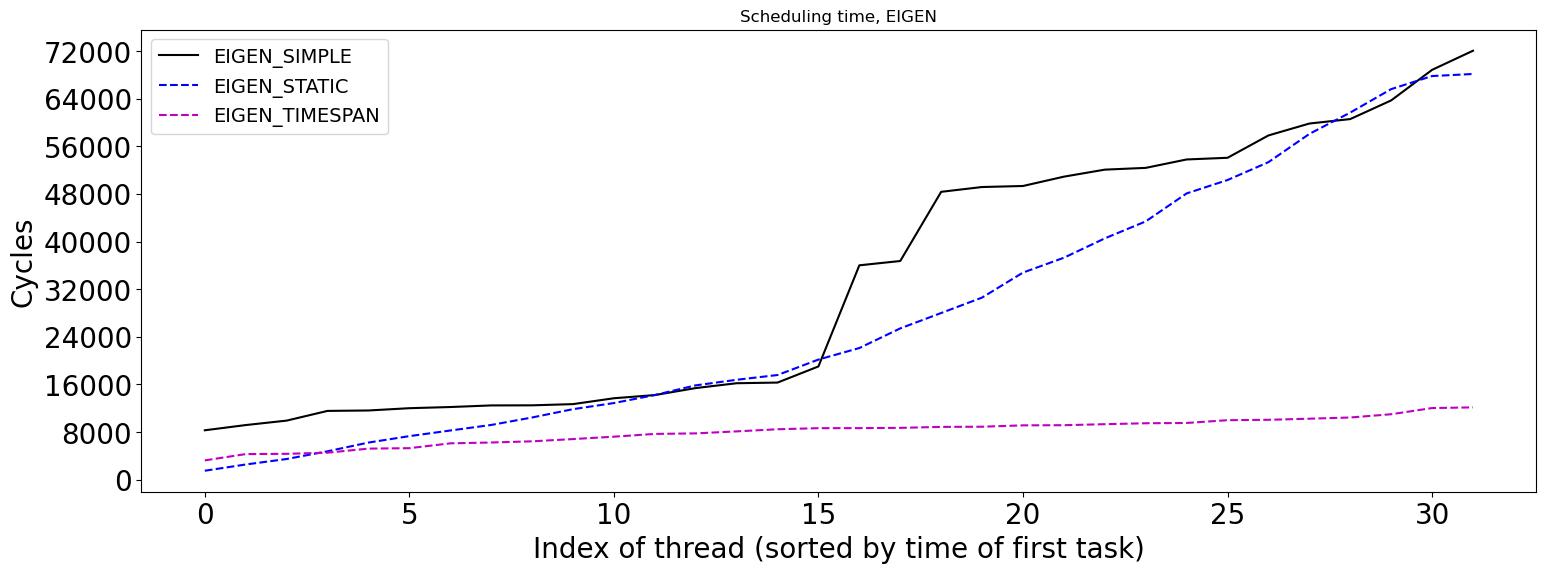 Scheduling time, EIGEN
EIGEN_SIMPLE
EIGEN_STATIC
EIGEN_TIMESPAN
72000
64000
56000
48000
40000
32000
24000
16000
8000
0
Cycles
0 5 10 15 20 25 30
Index of thread (sorted by time of first task)